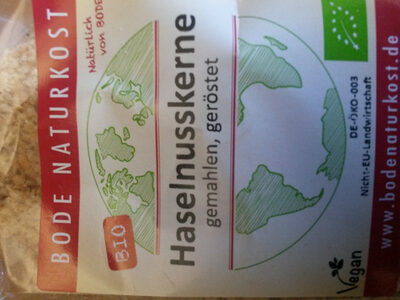 BODE NATURKOST
Natürlich
von BODE
BIO
Haselnusskerne
gemahlen, geröstet
DE-ÖKO-003
Nicht-EU-Landwirtschaft
Vegan
www.bodenaturkost.de